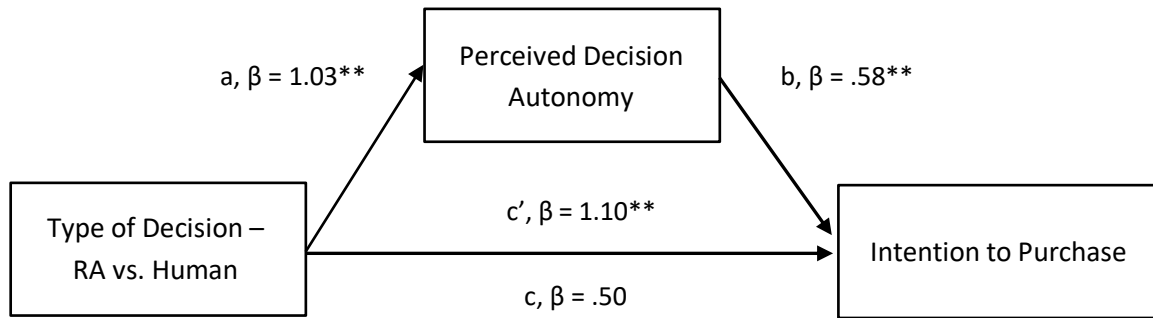 Perceived Decision
Autonomy
a, β = 1.03**
b, β = .58**
Type of Decision –
RA vs. Human
c’, β = 1.10**
Intention to Purchase
c, β = .50